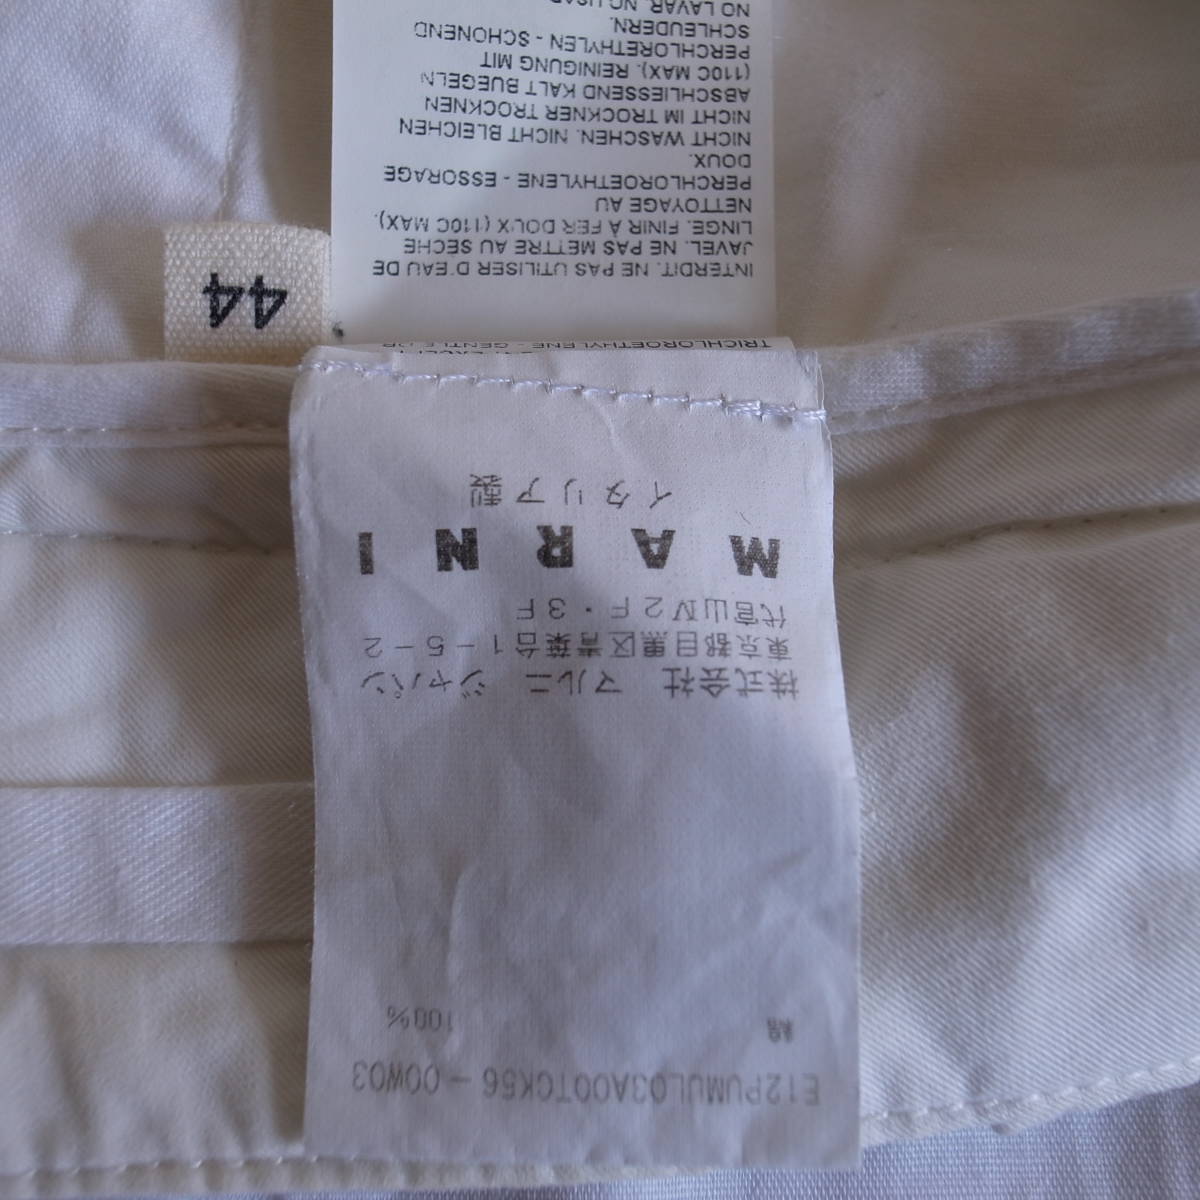 E12PUMUL03A00TCK56-00W03
綿 100%
株式会社 マルニ ジャパン
東京都目黒区青葉台1-5-2
代官山Ⅳ2F・3F
MARNI
イタリア製
TRICHLOROETHYLENE - GENTLE
INTERDIT. NE PAS UTILISER D'EAU DE
JAVEL. NE PAS METTRE AU SECHE
LINGE. FINIR À FER DOUX (110C MAX).
NETTOYAGE AU
PERCHLOROETHYLENE - ESSORAGE
DOUX.
NICHT WASCHEN. NICHT BLEICHEN
NICHT IM TROCKNER TROCKNEN
ABSCHLIESSEND KALT BUEGELN
(110C MAX). REINIGUNG MIT
PERCHLORETHYLEN - SCHONEND
SCHLEUDERN.
NO LAVAR. NO USAR
44